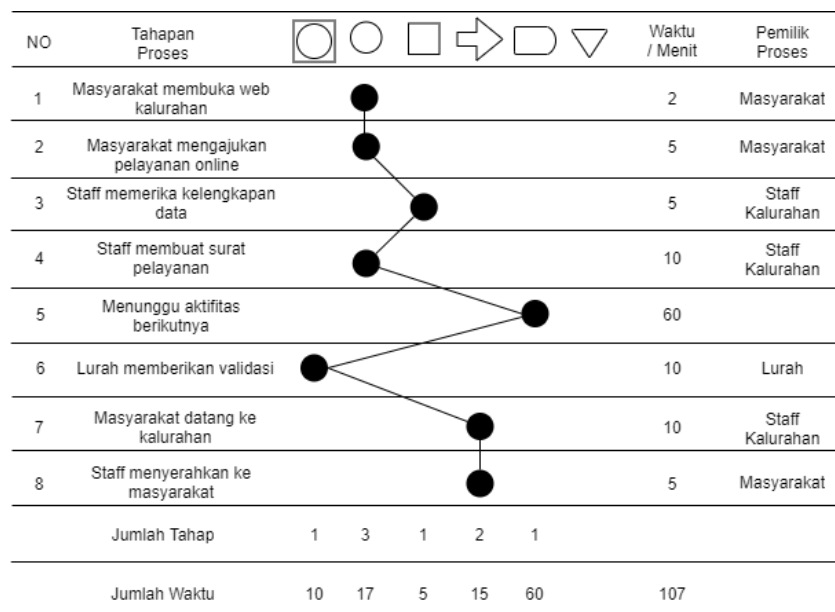 NO Tahapan Proses Waktu / Menit Pemilik Proses
1 Masyarakat membuka web kalurahan 2 Masyarakat
2 Masyarakat mengajukan pelayanan online 5 Masyarakat
3 Staff memerika kelengkapan data 5 Staff Kalurahan
4 Staff membuat surat pelayanan 10 Staff Kalurahan
5 Menunggu aktifitas berikutnya 60
6 Lurah memberikan validasi 10 Lurah
7 Masyarakat datang ke kalurahan 10 Staff Kalurahan
8 Staff menyerahkan ke masyarakat 5 Masyarakat
Jumlah Tahap 1 3 1 2 1
Jumlah Waktu 10 17 5 15 60 107